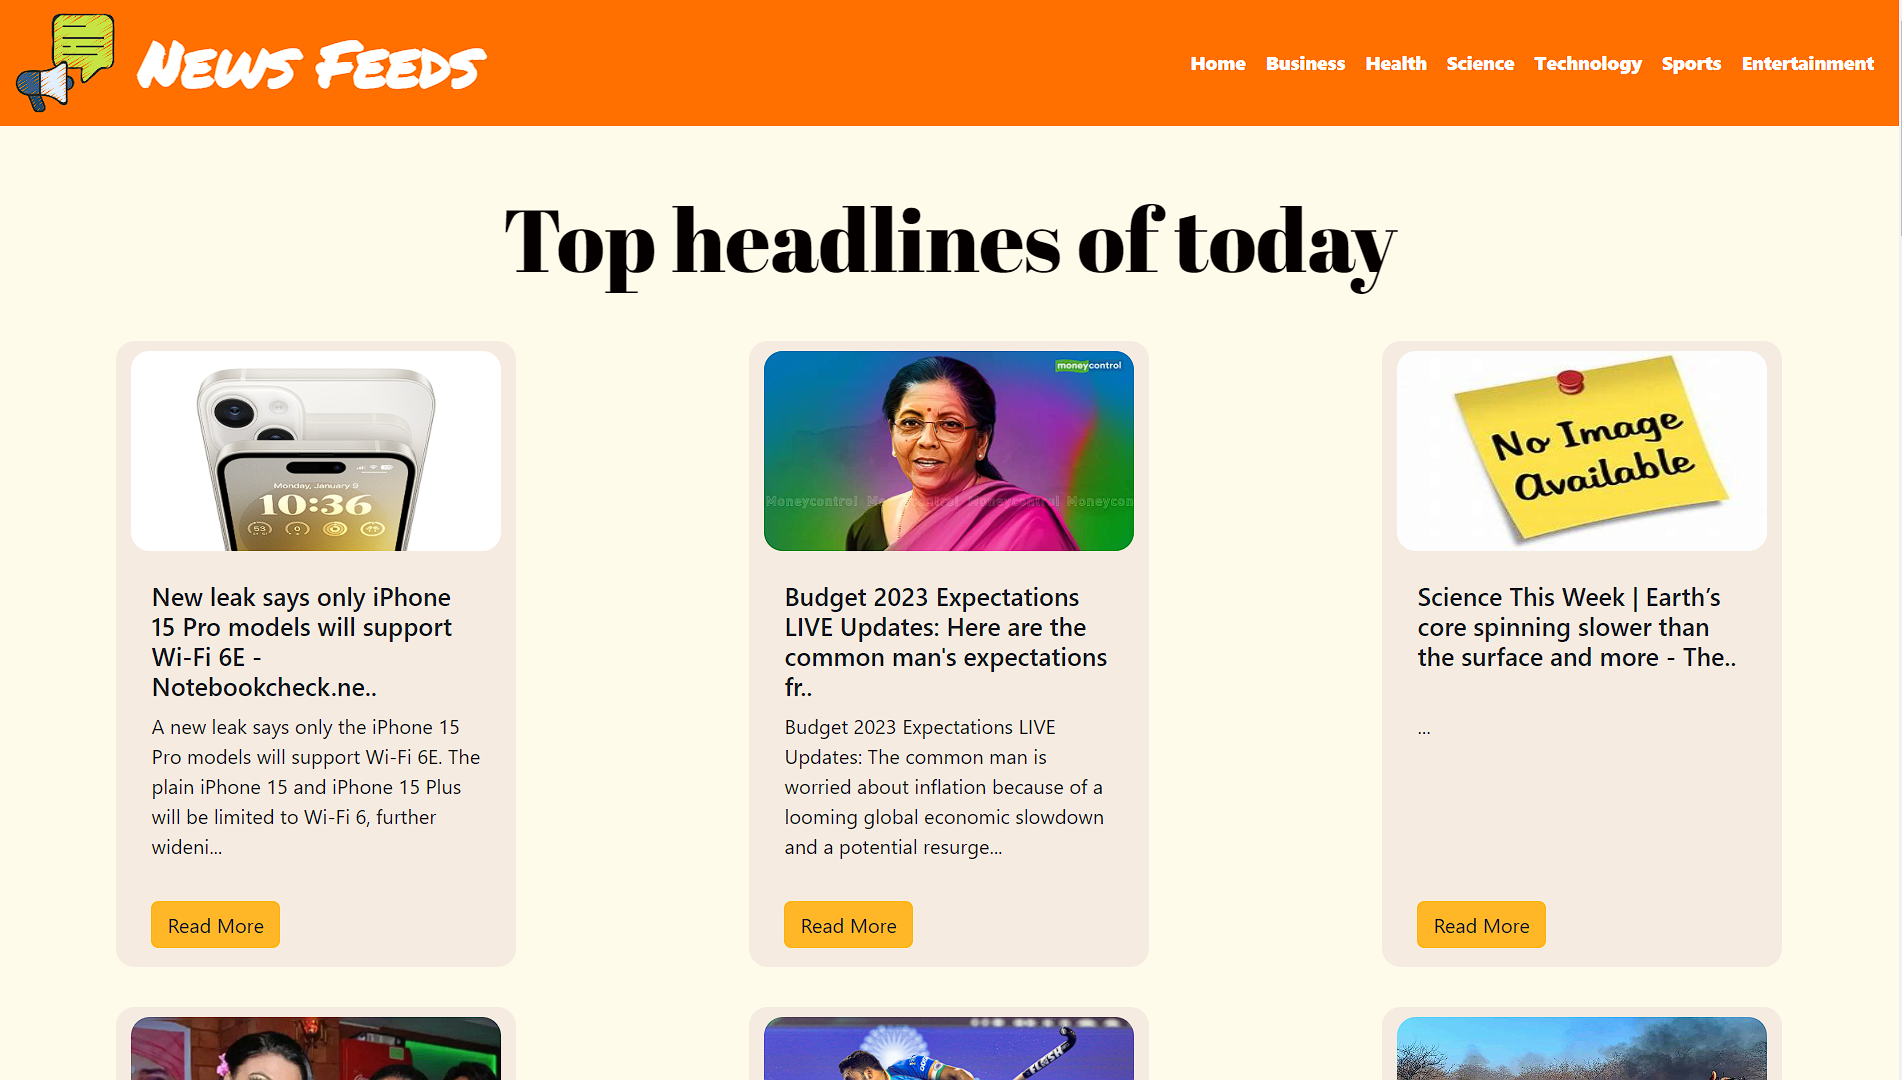 News Feeds
Home Business Health Science Technology Sports Entertainment
Top headlines of today
Monday, January 9
10:36
53 0
moneycontrol
Moneycontrol Moneycontrol Moneycon
No Image
Available
New leak says only iPhone
15 Pro models will support
Wi-Fi 6E -
Notebookcheck.ne..
A new leak says only the iPhone 15
Pro models will support Wi-Fi 6E. The
plain iPhone 15 and iPhone 15 Plus
will be limited to Wi-Fi 6, further
wideni...
Read More
Budget 2023 Expectations
LIVE Updates: Here are the
common man's expectations
fr..
Budget 2023 Expectations LIVE
Updates: The common man is
worried about inflation because of a
looming global economic slowdown
and a potential resurge...
Read More
Science This Week | Earth’s
core spinning slower than
the surface and more - The..
...
Read More
FLASH